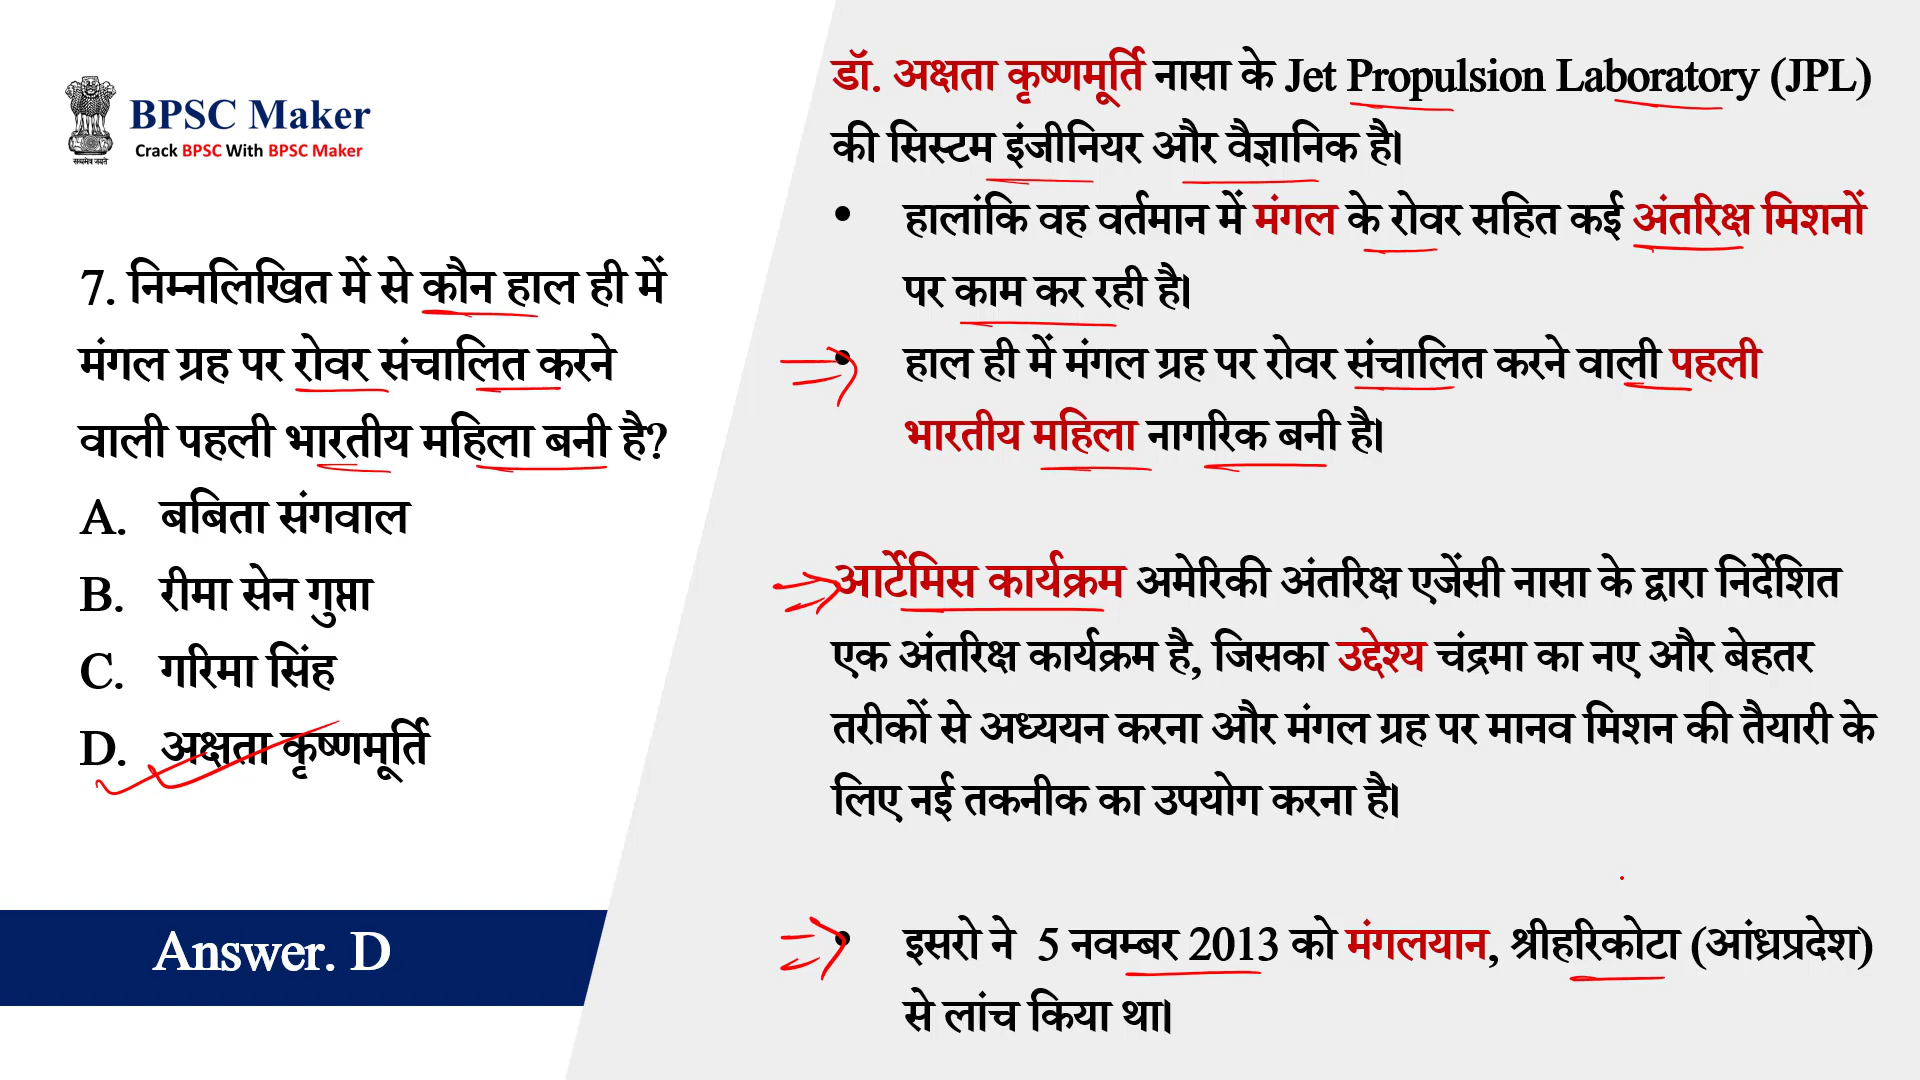 सत्यमेव जयते
BPSC Maker
Crack BPSC With BPSC Maker
7. निम्नलिखित में से कौन हाल ही में
मंगल ग्रह पर रोवर संचालित करने
वाली पहली भारतीय महिला बनी है?
A. बबिता संगवाल
B. रीमा सेन गुप्ता
C. गरिमा सिंह
D. अक्षता कृष्णमूर्ति
Answer. D
डॉ. अक्षता कृष्णमूर्ति नासा के Jet Propulsion Laboratory (JPL)
की सिस्टम इंजीनियर और वैज्ञानिक है।
• हालांकि वह वर्तमान में मंगल के रोवर सहित कई अंतरिक्ष मिशनों
पर काम कर रही है।
• हाल ही में मंगल ग्रह पर रोवर संचालित करने वाली पहली
भारतीय महिला नागरिक बनी है।
आर्टेमिस कार्यक्रम अमेरिकी अंतरिक्ष एजेंसी नासा के द्वारा निर्देशित
एक अंतरिक्ष कार्यक्रम है, जिसका उद्देश्य चंद्रमा का नए और बेहतर
तरीकों से अध्ययन करना और मंगल ग्रह पर मानव मिशन की तैयारी के
लिए नई तकनीक का उपयोग करना है।
• इसरो ने 5 नवम्बर 2013 को मंगलयान, श्रीहरिकोटा (आंध्रप्रदेश)
से लांच किया था।